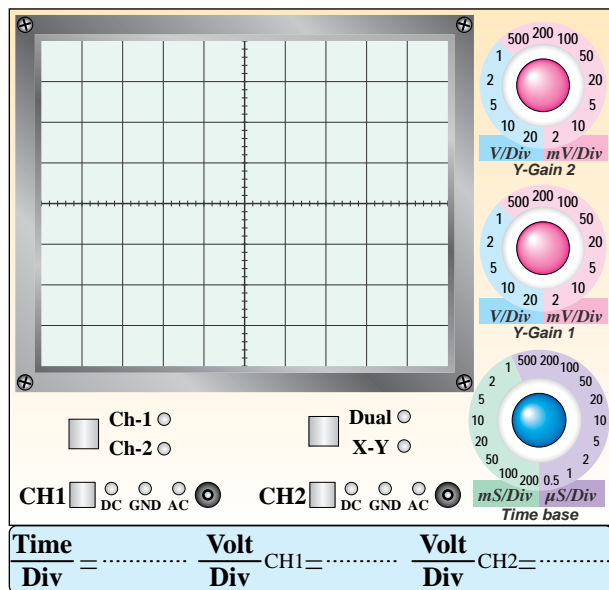 500 200 100
1 50
2 20
5 5
10 10
20 2
V/Div mV/Div
Y-Gain 2
500 200 100
1 50
2 20
5 5
10 10
20 2
V/Div mV/Div
Y-Gain 1
500 200 100
1 50
2 20
5 10
10 5
20 2
50 1
100 0.5
200
mS/Div µS/Div
Time base
Ch-1
Ch-2
Dual
X-Y
CH1 DC GND AC
CH2 DC GND AC
Time/Div = ............ Volt/Div CH1= ............ Volt/Div CH2= ............